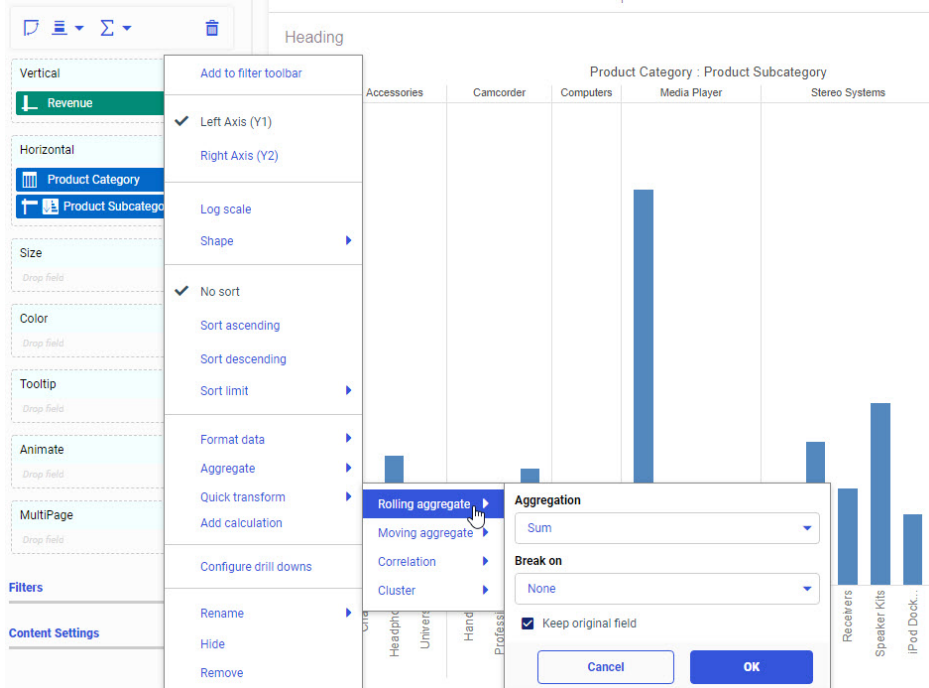 Heading
Vertical
Revenue
Horizontal
Product Category
Product Subcatego
Size
Drop field
Color
Drop field
Tooltip
Drop field
Animate
Drop field
MultiPage
Drop field
Filters
Content Settings
Add to filter toolbar
Left Axis (Y1)
Right Axis (Y2)
Log scale
Shape
No sort
Sort ascending
Sort descending
Sort limit
Format data
Aggregate
Quick transform
Add calculation
Configure drill downs
Rename
Hide
Remove
Rolling aggregate
Moving aggregate
Correlation
Cluster
Aggregation
Sum
Break on
None
Keep original field
Cancel
OK
Product Category : Product Subcategory
Accessories
Camcorder
Computers
Media Player
Stereo Systems
Headpho
Univers
Hand
Professi
Receivers
Speaker Kits
iPod Dock...